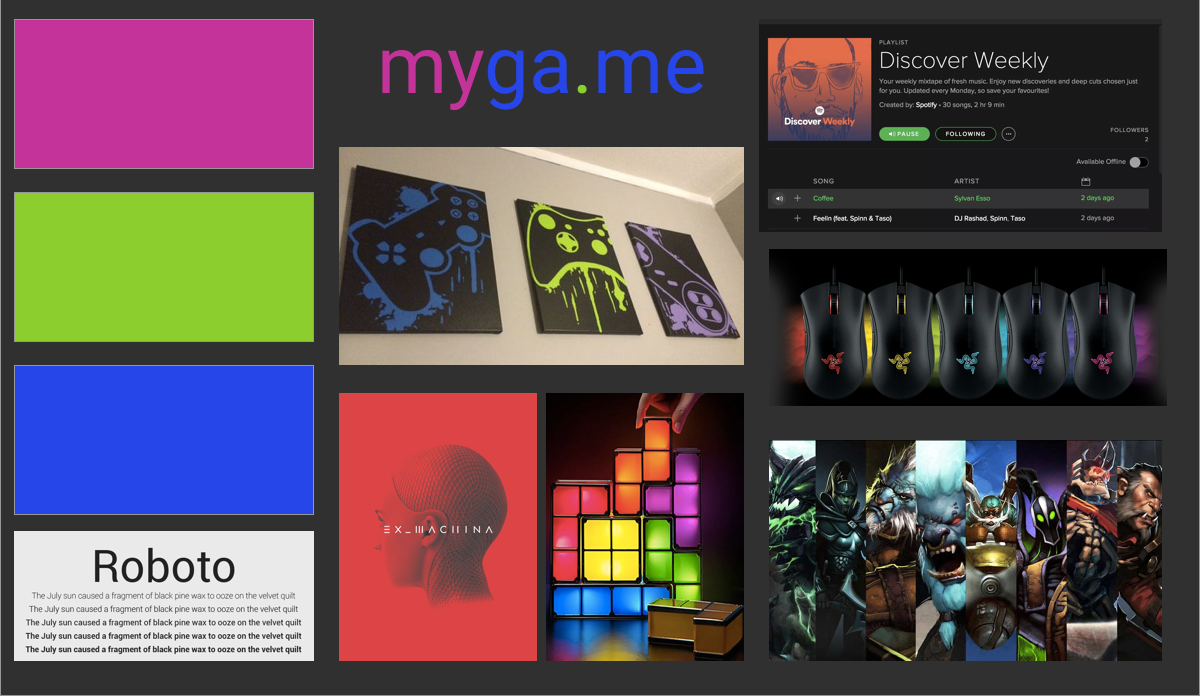 myga.me
Roboto
The July sun caused a fragment of black pine wax to ooze on the velvet quilt
The July sun caused a fragment of black pine wax to ooze on the velvet quilt
The July sun caused a fragment of black pine wax to ooze on the velvet quilt
The July sun caused a fragment of black pine wax to ooze on the velvet quilt
The July sun caused a fragment of black pine wax to ooze on the velvet quilt
EX_MACHINA
Discover Weekly
PLAYLIST
Discover Weekly
Your weekly mixtape of fresh music. Enjoy new discoveries and deep cuts chosen just
for you. Updated every Monday, so save your favourites!
Created by: Spotify • 30 songs, 2 hr 9 min
PAUSE FOLLOWING
FOLLOWERS
2
Available Offline
SONG ARTIST
Coffee Sylvan Esso 2 days ago
Feelin (feat. Spinn & Taso) DJ Rashad, Spinn, Taso 2 days ago